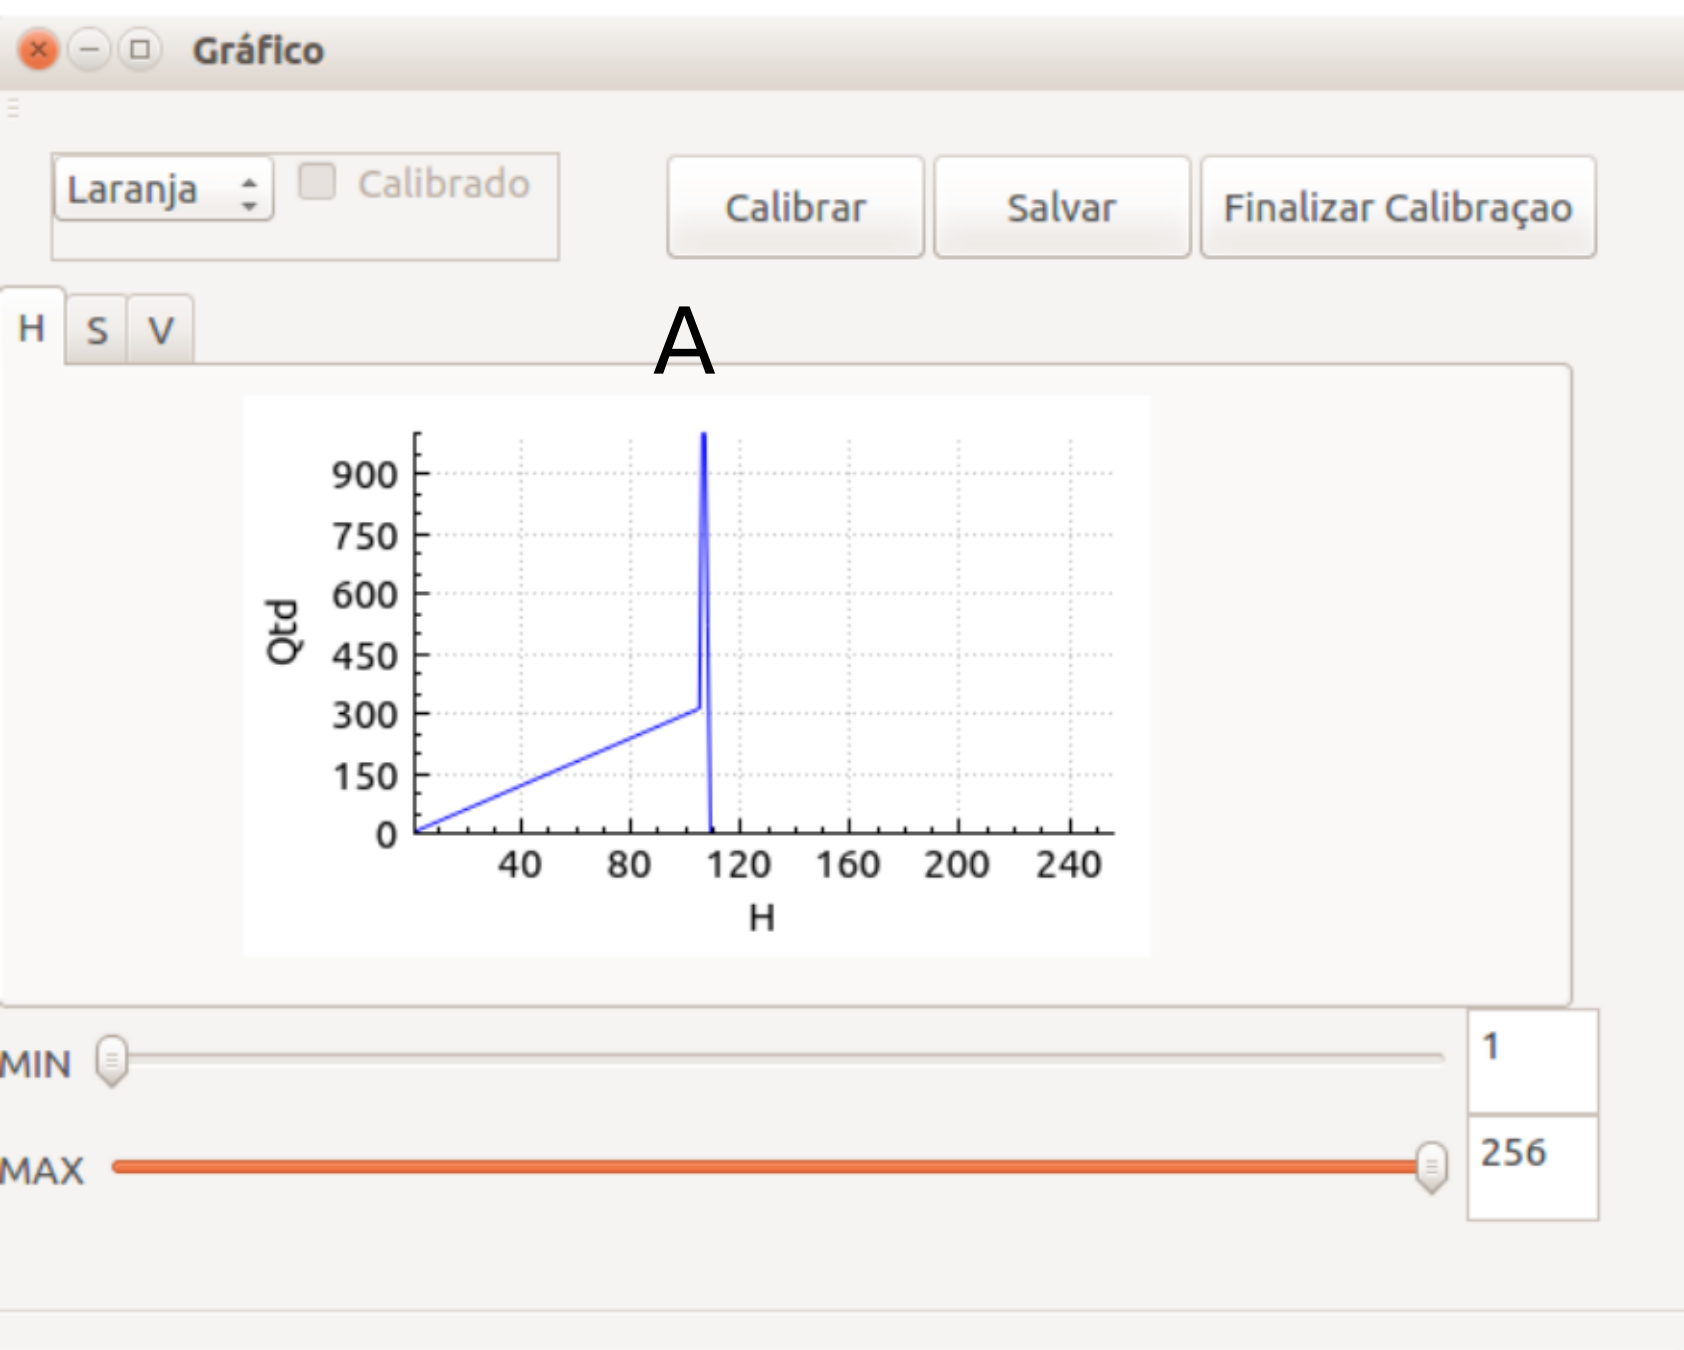 Gráfico
Laranja Calibrado Calibrar Salvar Finalizar Calibraçao
H S V
A
900
750
600
450
300
150
0
Qtd
40 80 120 160 200 240
H
MIN 1
MAX 256